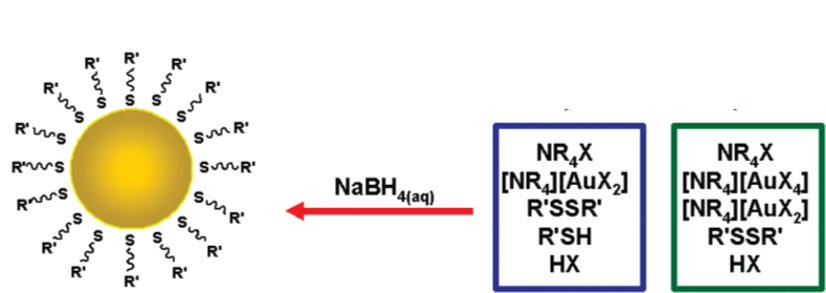 R' R' R'
R' R'
S S S
S S
R' S S R'
R' S S R'
R' S S R'
S S R'
R' S S S R'
R' R' R'
NaBH4(aq)
NR4X
[NR4][AuX2]
R'SSR'
R'SH
HX
NR4X
[NR4][AuX4]
[NR4][AuX2]
R'SSR'
HX